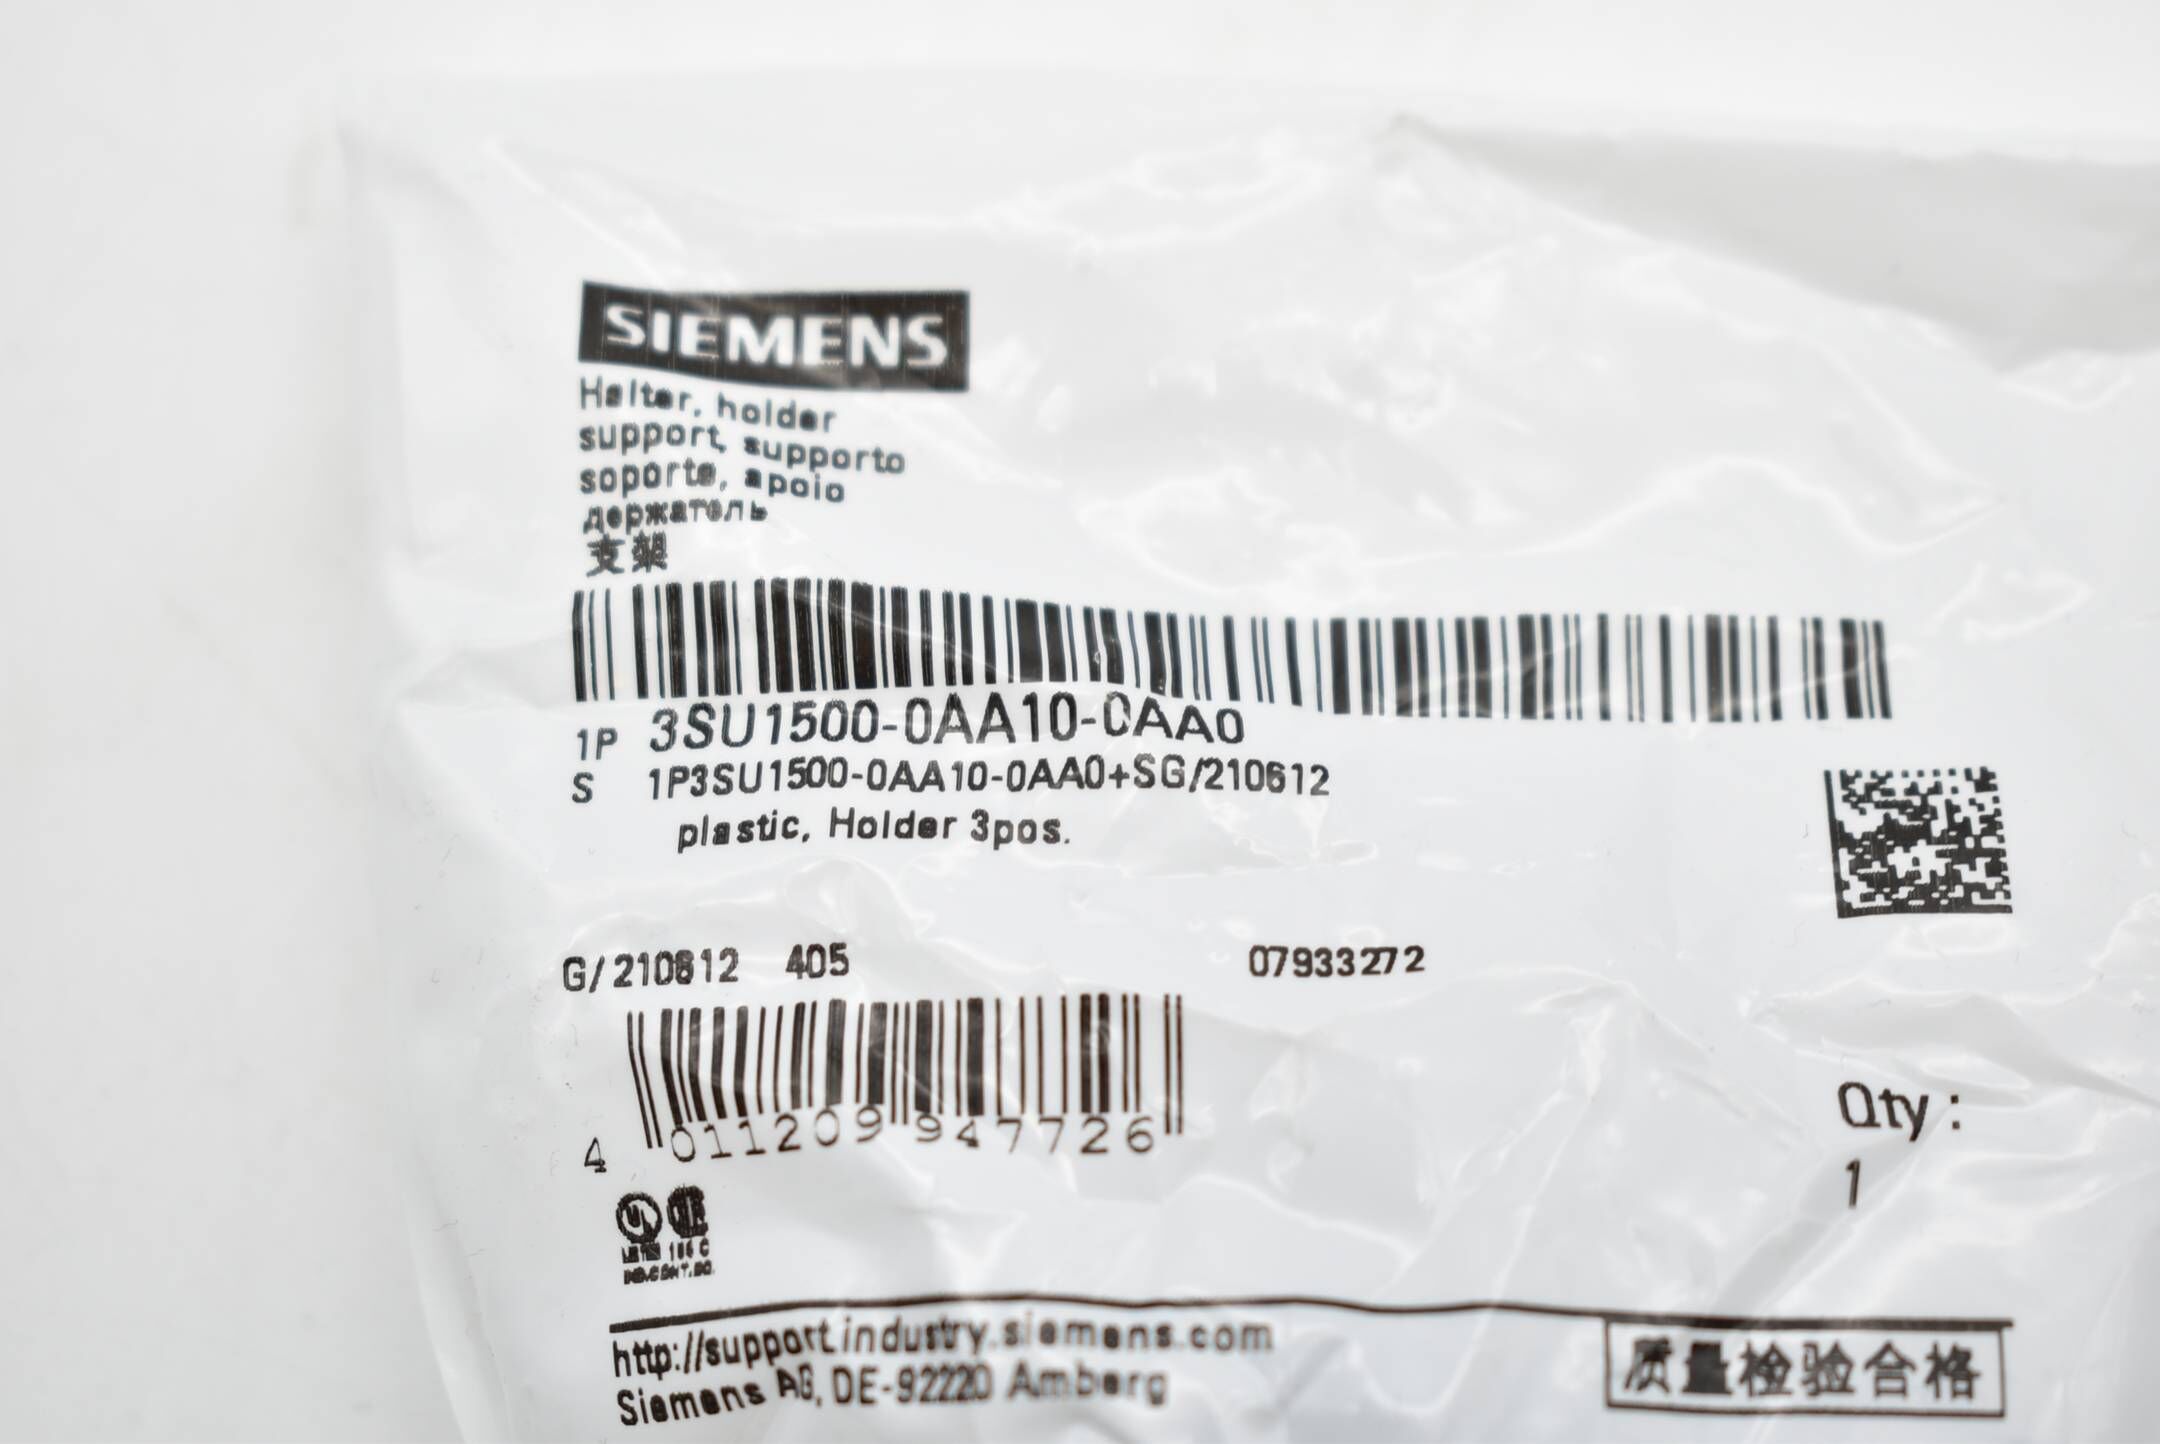 SIEMENS
Halter, holder
support, supporto
soporte, apoio
держатель
支架
1P 3SU1500-0AA10-0AA0
S 1P3SU1500-0AA10-0AA0+SG/210612
plastic, Holder 3pos.
G/210612 405 07933272
4 011209 947726
Qty :
1
UL
http://support.industry.siemens.com
Siemens AG, DE-92220 Amberg
质量检验合格